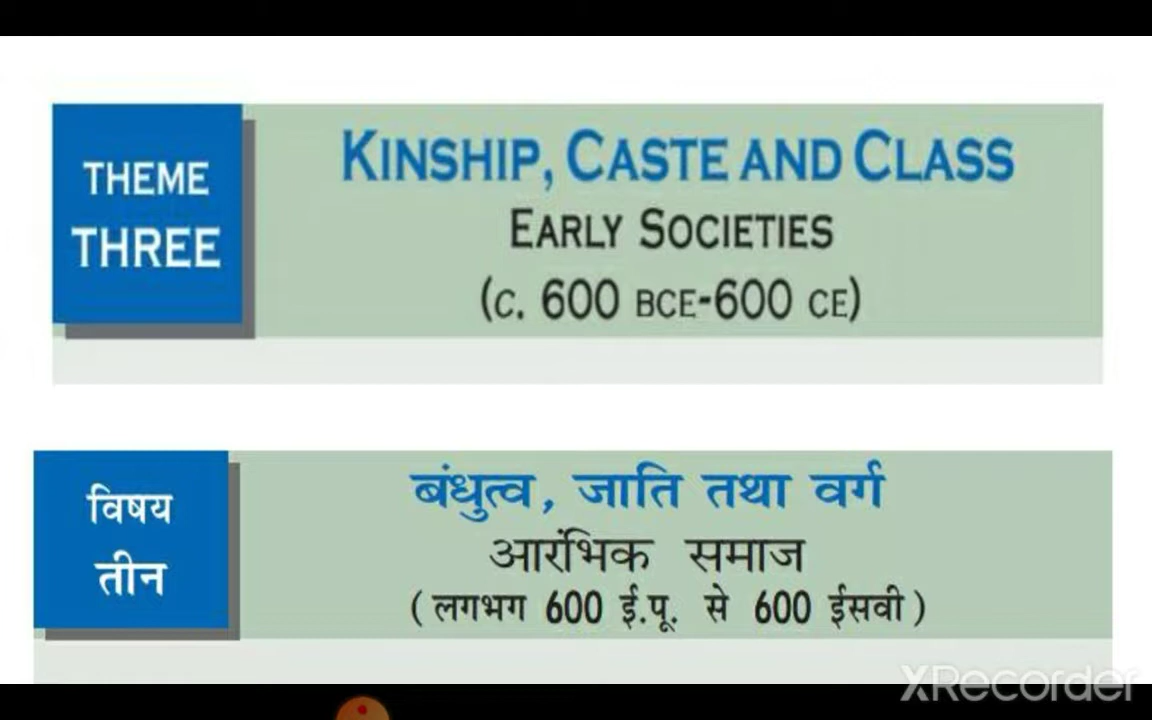 THEME
THREE
KINSHIP, CASTE AND CLASS
EARLY SOCIETIES
(C. 600 BCE-600 CE)
विषय
तीन
बंधुत्व, जाति तथा वर्ग
आरंभिक समाज
(लगभग 600 ई.पू. से 600 ईसवी)
XRecorder